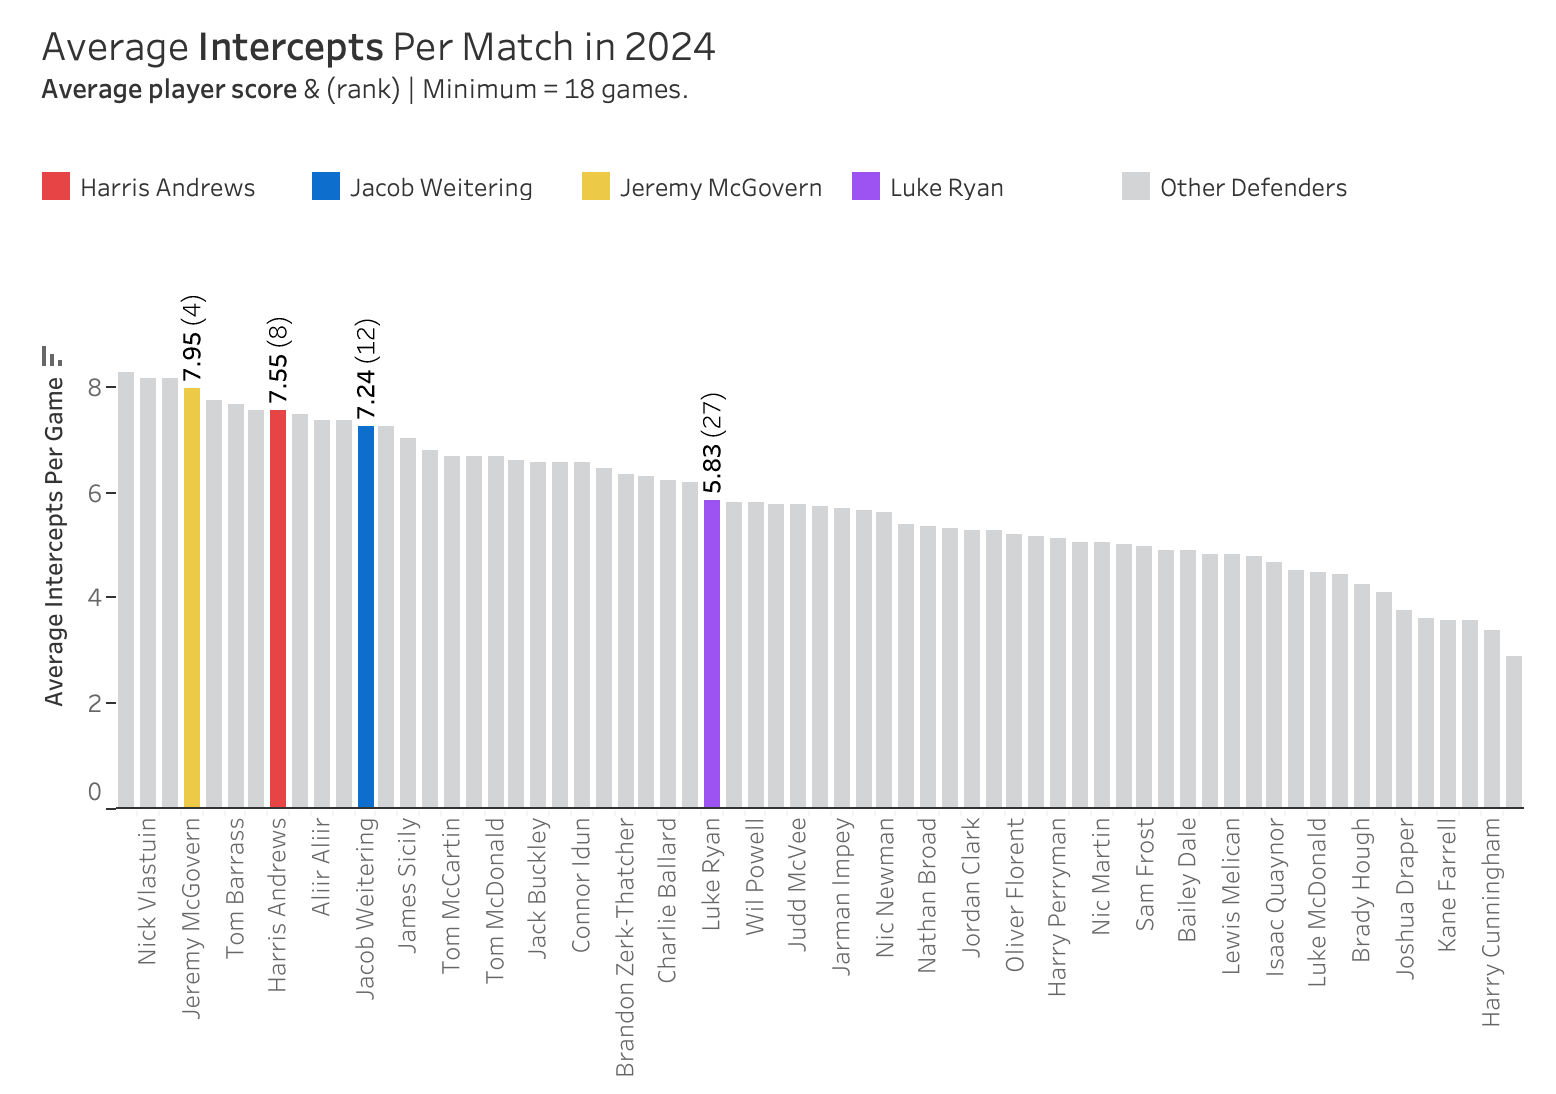 Average Intercepts Per Match in 2024
Average player score & (rank) | Minimum = 18 games.
Harris Andrews
Jacob Weitering
Jeremy McGovern
Luke Ryan
Other Defenders
Average Intercepts Per Game
8
6
4
2
0
7.95 (4)
7.55 (8)
7.24 (12)
5.83 (27)
Nick Vlastuin
Jeremy McGovern
Tom Barrass
Harris Andrews
Aliir Aliir
Jacob Weitering
James Sicily
Tom McCartin
Tom McDonald
Jack Buckley
Connor Idun
Brandon Zerk-Thatcher
Charlie Ballard
Luke Ryan
Wil Powell
Judd McVee
Jarman Impey
Nic Newman
Nathan Broad
Jordan Clark
Oliver Florent
Harry Perryman
Nic Martin
Sam Frost
Bailey Dale
Lewis Melican
Isaac Quaynor
Luke McDonald
Brady Hough
Joshua Draper
Kane Farrell
Harry Cunningham